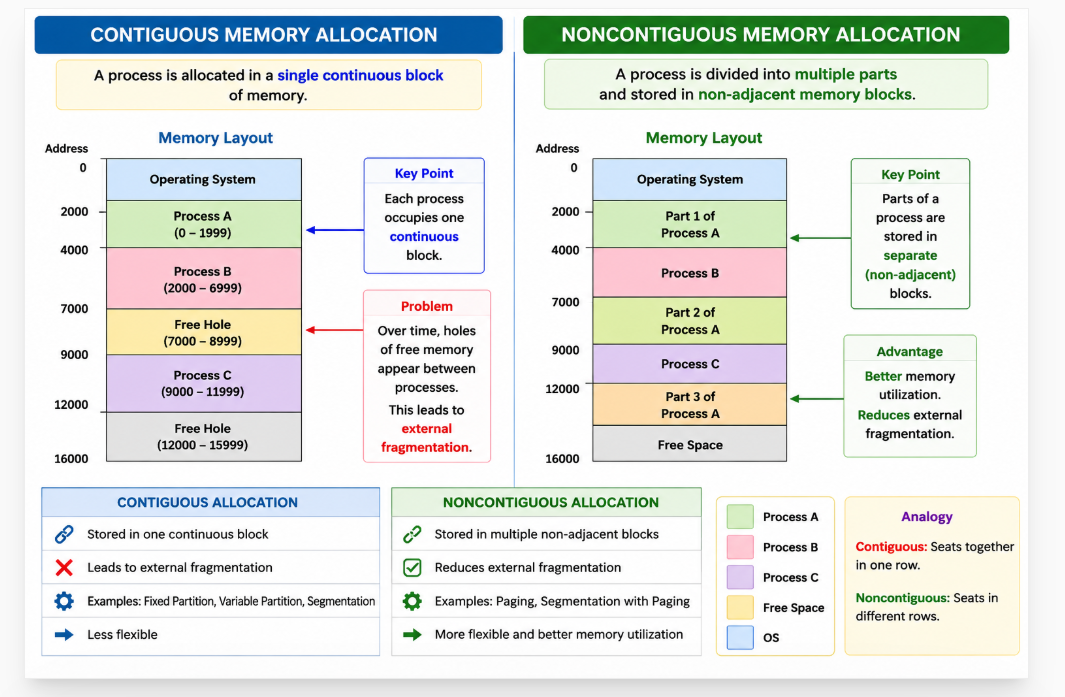 CONTIGUOUS MEMORY ALLOCATION
A process is allocated in a single continuous block
of memory.
Memory Layout
Address
0
2000
4000
7000
9000
12000
16000
Operating System
Process A
(0 – 1999)
Process B
(2000 – 6999)
Free Hole
(7000 – 8999)
Process C
(9000 – 11999)
Free Hole
(12000 – 15999)
Key Point
Each process
occupies one
continuous
block.
Problem
Over time, holes
of free memory
appear between
processes.
This leads to
external
fragmentation.
NONCONTIGUOUS MEMORY ALLOCATION
A process is divided into multiple parts
and stored in non-adjacent memory blocks.
Memory Layout
Address
0
2000
4000
7000
9000
12000
16000
Operating System
Part 1 of
Process A
Process B
Part 2 of
Process A
Process C
Part 3 of
Process A
Free Space
Key Point
Parts of a
process are
stored in
separate
(non-adjacent)
blocks.
Advantage
Better memory
utilization.
Reduces external
fragmentation.
CONTIGUOUS ALLOCATION
Stored in one continuous block
Leads to external fragmentation
Examples: Fixed Partition, Variable Partition, Segmentation
Less flexible
NONCONTIGUOUS ALLOCATION
Stored in multiple non-adjacent blocks
Reduces external fragmentation
Examples: Paging, Segmentation with Paging
More flexible and better memory utilization
Process A
Process B
Process C
Free Space
OS
Analogy
Contiguous: Seats together
in one row.
Noncontiguous: Seats in
different rows.